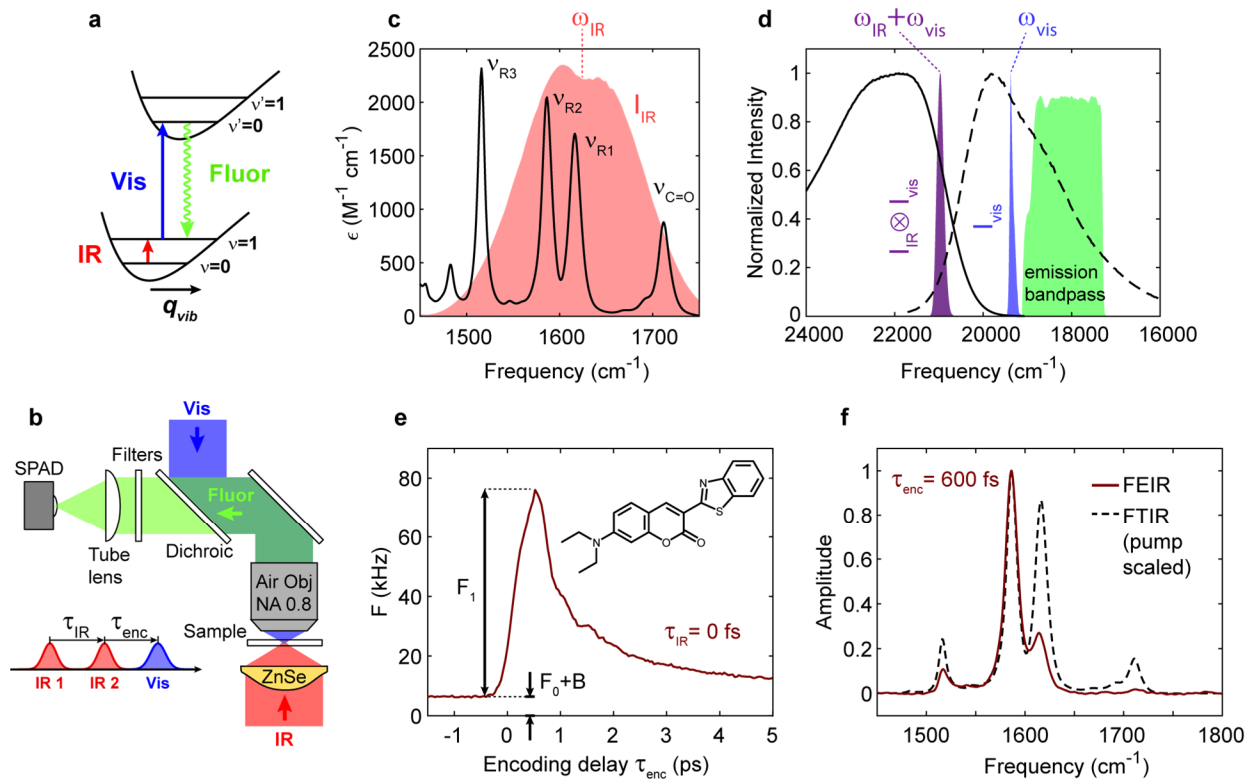 a
ν'=1
ν'=0
Vis
Fluor
IR
ν=1
ν=0
q_vib
b
Vis
SPAD
Filters
Fluor
Tube
lens
Dichroic
Air Obj
NA 0.8
Sample
ZnSe
IR
τ_IR
τ_enc
IR 1
IR 2
Vis
c
ω_IR
2500
2000
1500
1000
500
0
ϵ (M⁻¹ cm⁻¹)
ν_R3
ν_R2
ν_R1
I_IR
ν_C=O
1500
1600
1700
Frequency (cm⁻¹)
d
ω_IR+ω_vis
ω_vis
1
0.8
0.6
0.4
0.2
0
Normalized Intensity
I_IR ⊗ I_vis
I_vis
emission
bandpass
24000
22000
20000
18000
16000
Frequency (cm⁻¹)
e
80
60
40
20
0
F (kHz)
F₁
F₀+B
τ_IR= 0 fs
N
S
N
O
O
-1
0
1
2
3
4
5
Encoding delay τ_enc (ps)
f
τ_enc= 600 fs
FEIR
FTIR
(pump
scaled)
1
0.8
0.6
0.4
0.2
0
Amplitude
1500
1600
1700
1800
Frequency (cm⁻¹)